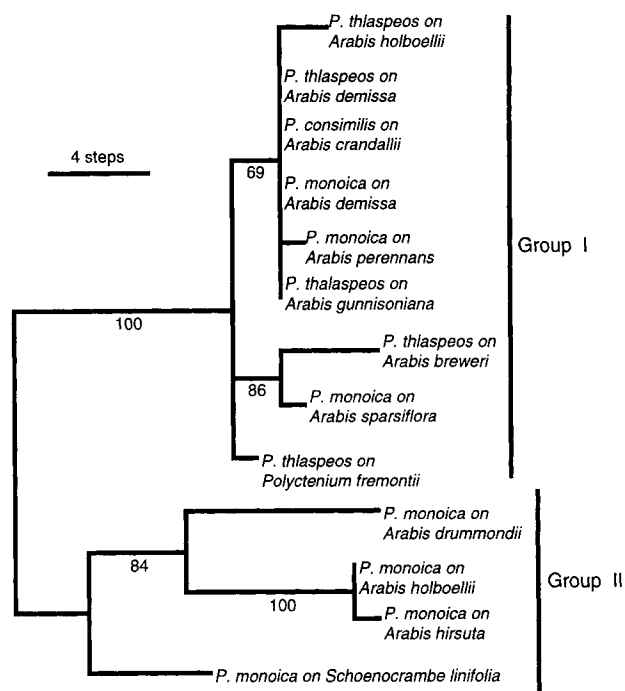 P. thlaspeos on
Arabis holboellii
P. thlaspeos on
Arabis demissa
P. consimilis on
Arabis crandallii
4 steps
69
P. monoica on
Arabis demissa
P. monoica on
Arabis perennans
Group I
P. thalaspeos on
Arabis gunnisoniana
100
P. thlaspeos on
Arabis breweri
86
P. monoica on
Arabis sparsiflora
P. thlaspeos on
Polyctenium fremontii
P. monoica on
Arabis drummondii
84
P. monoica on
Arabis holboellii
Group II
100
P. monoica on
Arabis hirsuta
P. monoica on Schoenocrambe linifolia